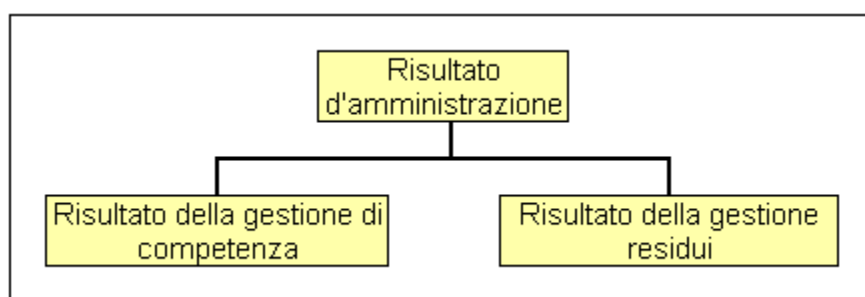 Risultato
d'amministrazione
Risultato della gestione di
competenza
Risultato della gestione
residui